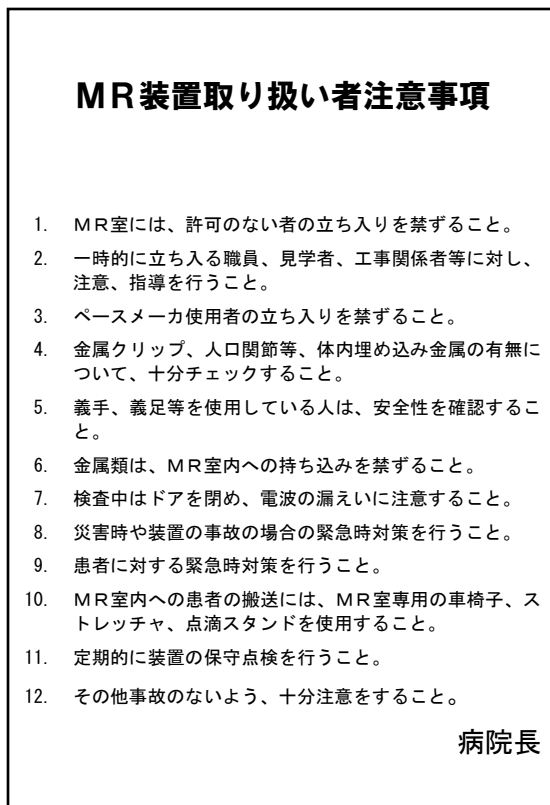 ＭＲ装置取り扱い者注意事項
1. ＭＲ室には、許可のない者の立ち入りを禁ずること。
2. 一時的に立ち入る職員、見学者、工事関係者等に対し、
注意、指導を行うこと。
3. ペースメーカ使用者の立ち入りを禁ずること。
4. 金属クリップ、人口関節等、体内埋め込み金属の有無に
ついて、十分チェックすること。
5. 義手、義足等を使用している人は、安全性を確認するこ
と。
6. 金属類は、ＭＲ室内への持ち込みを禁ずること。
7. 検査中はドアを閉め、電波の漏えいに注意すること。
8. 災害時や装置の事故の場合の緊急時対策を行うこと。
9. 患者に対する緊急時対策を行うこと。
10. ＭＲ室内への患者の搬送には、ＭＲ室専用の車椅子、ス
トレッチャ、点滴スタンドを使用すること。
11. 定期的に装置の保守点検を行うこと。
12. その他事故のないよう、十分注意をすること。
病院長